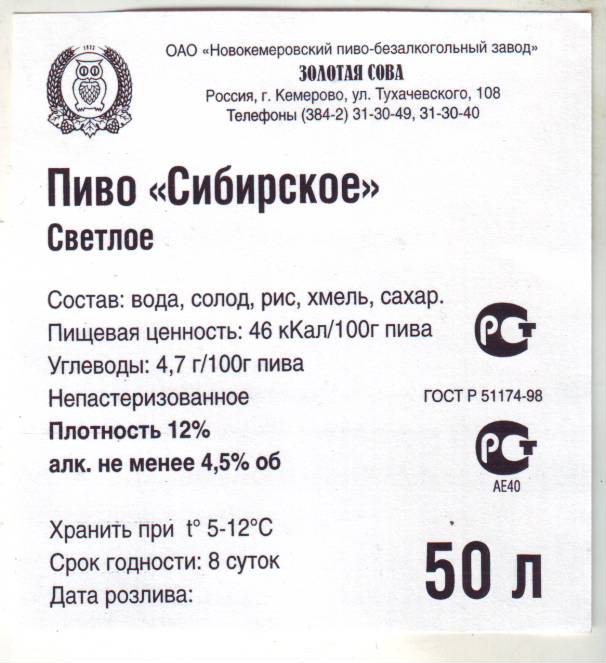 1822
ОАО «Новокемеровский пиво-безалкогольный завод»
ЗОЛОТАЯ СОВА
Россия, г. Кемерово, ул. Тухачевского, 108
Телефоны (384-2) 31-30-49, 31-30-40
Пиво «Сибирское»
Светлое
Состав: вода, солод, рис, хмель, сахар.
Пищевая ценность: 46 кКал/100г пива
Углеводы: 4,7 г/100г пива
Непастеризованное
Плотность 12%
алк. не менее 4,5% об
РСТ
ГОСТ Р 51174-98
РСТ
АЕ40
Хранить при t° 5-12°С
Срок годности: 8 суток
Дата розлива:
50 л